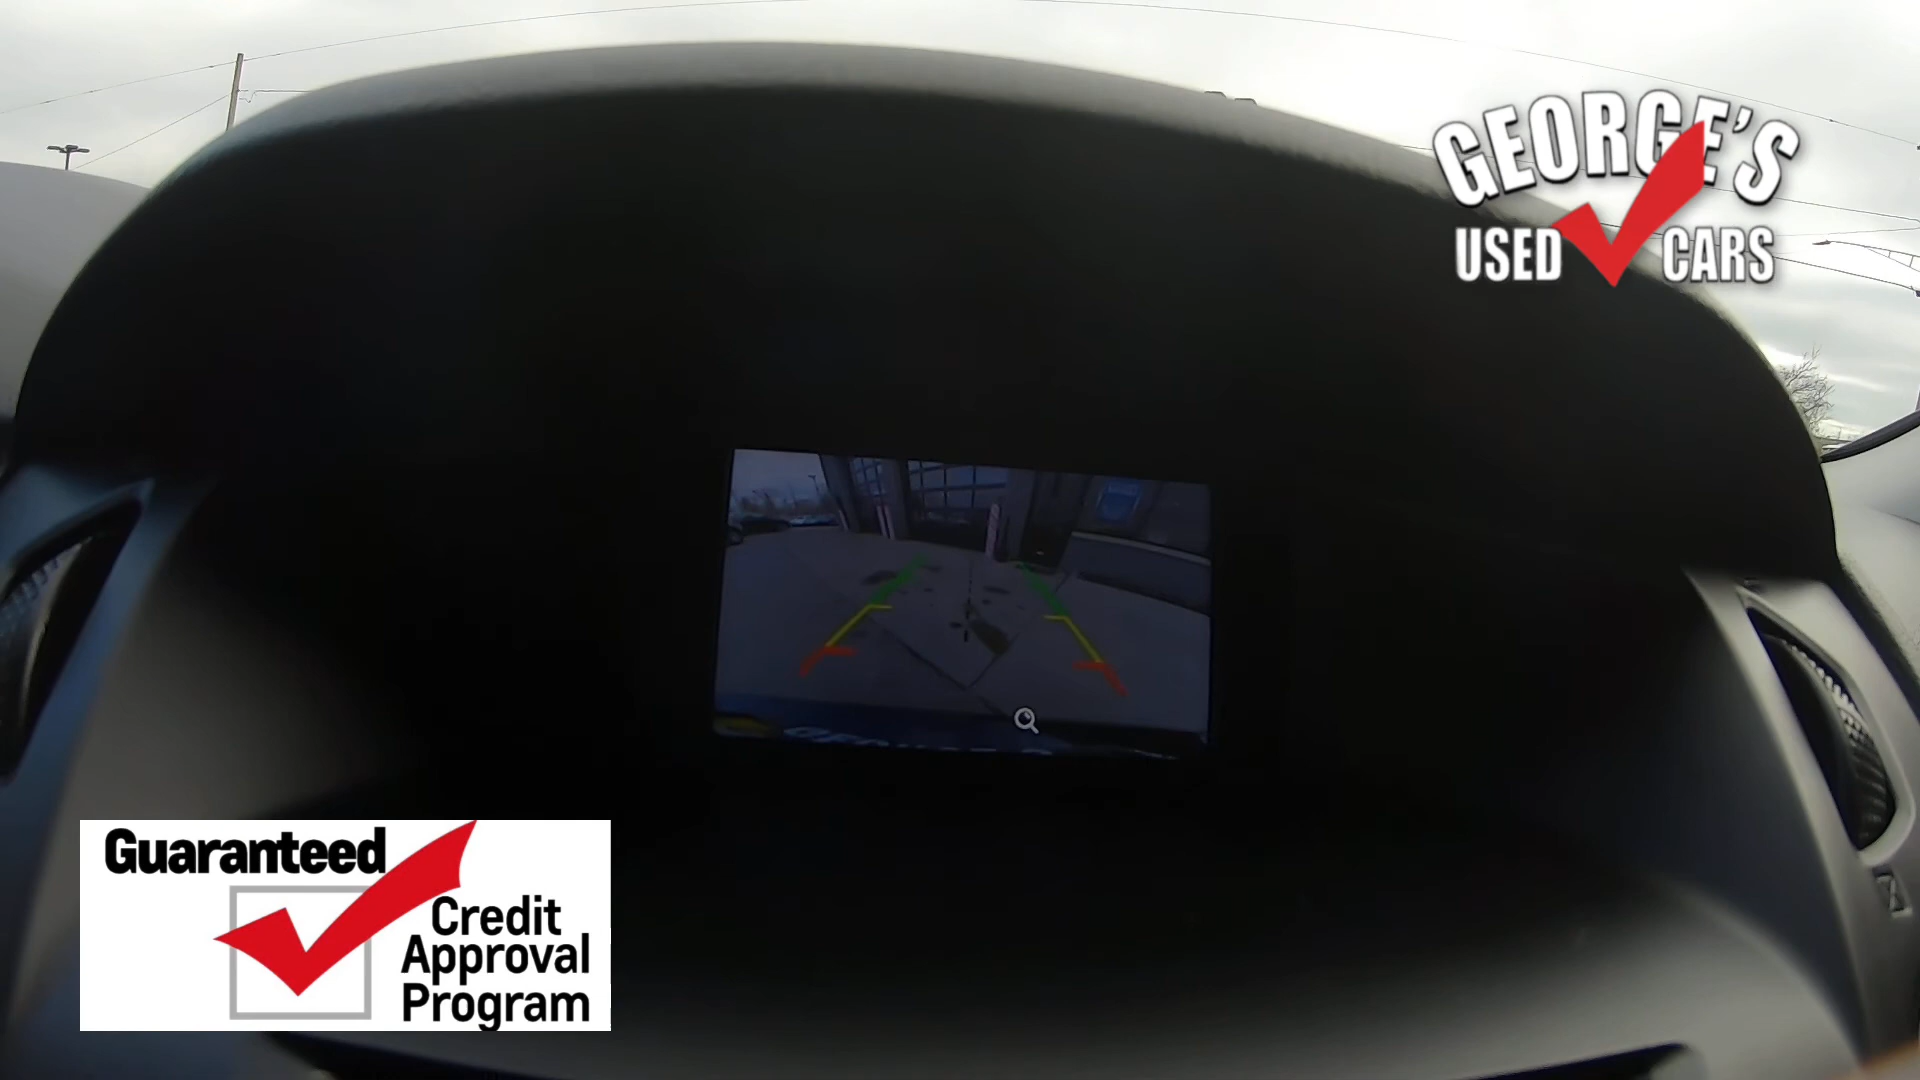 GEORGE'S
USED CARS
Guaranteed
Credit
Approval
Program